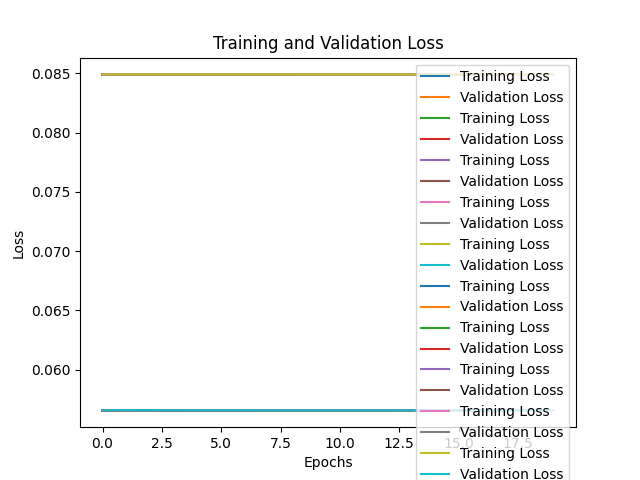 Training and Validation Loss
0.085
0.080
0.075
0.070
0.065
0.060
Loss
0.0
2.5
5.0
7.5
10.0
12.5
15.0
17.5
Epochs
Training Loss
Validation Loss
Training Loss
Validation Loss
Training Loss
Validation Loss
Training Loss
Validation Loss
Training Loss
Validation Loss
Training Loss
Validation Loss
Training Loss
Validation Loss
Training Loss
Validation Loss
Training Loss
Validation Loss
Training Loss
Validation Loss